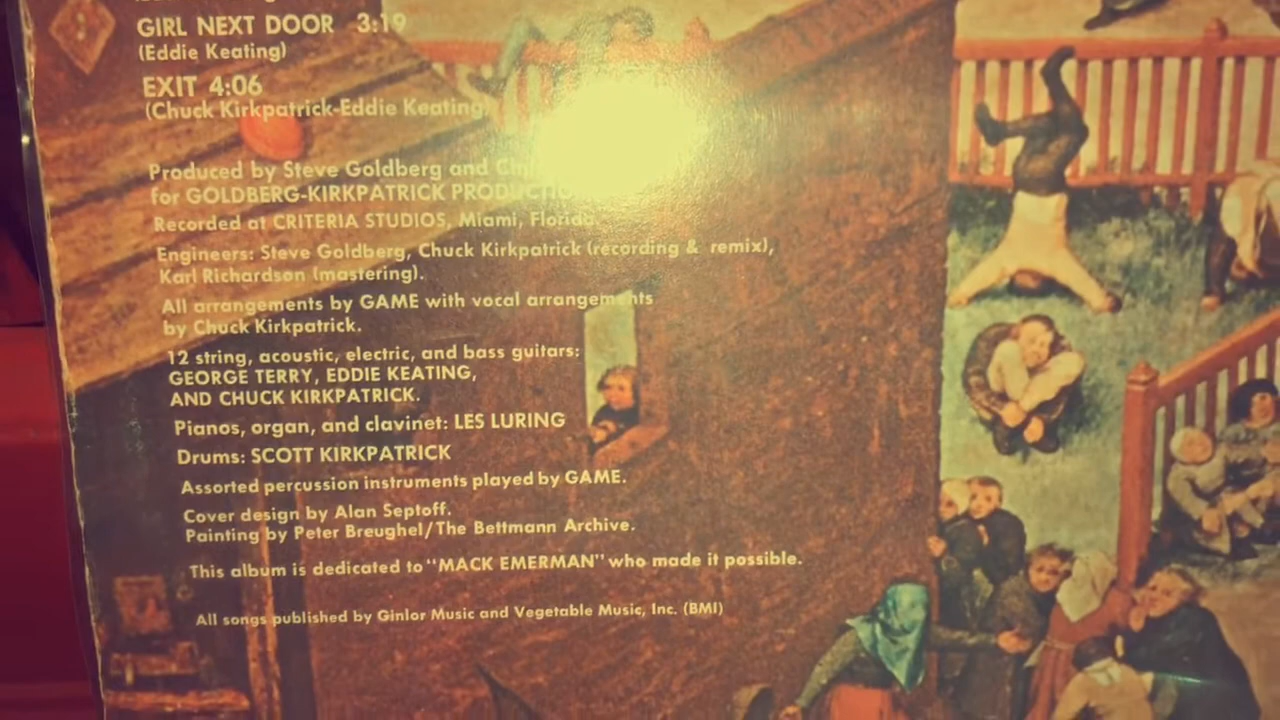 GIRL NEXT DOOR 3:19
(Eddie Keating)
EXIT 4:06
(Chuck Kirkpatrick-Eddie Keating)
Produced by Steve Goldberg and
for GOLDBERG-KIRKPATRICK
Recorded at CRITERIA STUDIOS, Miami, Florida.
Engineers: Steve Goldberg, Chuck Kirkpatrick (recording & remix),
Karl Richardson (mastering).
All arrangements by GAME with vocal arrangements
by Chuck Kirkpatrick.
12 string, acoustic, electric, and bass guitars:
GEORGE TERRY, EDDIE KEATING,
AND CHUCK KIRKPATRICK.
Pianos, organ, and clavinet: LES LURING
Drums: SCOTT KIRKPATRICK
Assorted percussion instruments played by GAME.
Cover design by Alan Septoff.
Painting by Peter Breughel/The Bettmann Archive.
This album is dedicated to "MACK EMERMAN" who made it possible.
All songs published by Ginlor Music and Vegetable Music, Inc. (BMI)